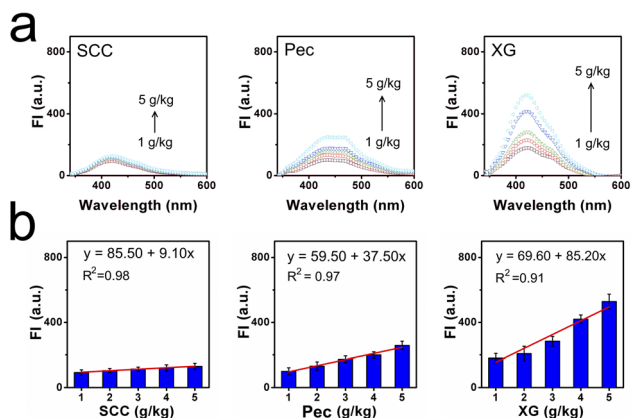 a
SCC
Pec
XG
800
400
0
FI (a.u.)
5 g/kg
1 g/kg
400 500 600
Wavelength (nm)
800
400
0
FI (a.u.)
5 g/kg
1 g/kg
400 500 600
Wavelength (nm)
800
400
0
FI (a.u.)
5 g/kg
1 g/kg
400 500 600
Wavelength (nm)
b
y = 85.50 + 9.10x
R²=0.98
800
400
0
FI (a.u.)
1 2 3 4 5
SCC (g/kg)
y = 59.50 + 37.50x
R² = 0.97
800
400
0
FI (a.u.)
1 2 3 4 5
Pec (g/kg)
y = 69.60 + 85.20x
R² =0.91
800
400
0
FI (a.u.)
1 2 3 4 5
XG (g/kg)